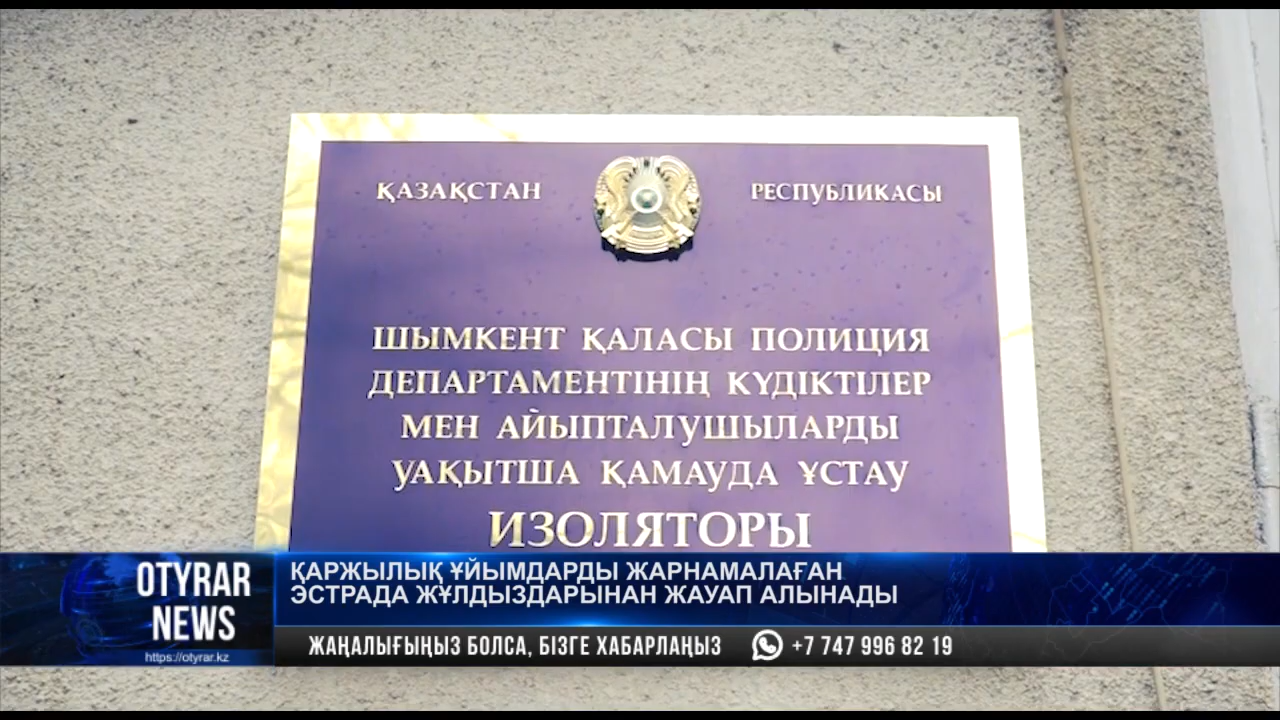 ҚАЗАҚСТАН РЕСПУБЛИКАСЫ
ШЫМКЕНТ ҚАЛАСЫ ПОЛИЦИЯ
ДЕПАРТАМЕНТІНІҢ КҮДІКТІЛЕР
МЕН АЙЫПТАЛУШЫЛАРДЫ
УАҚЫТША ҚАМАУДА ҰСТАУ
ИЗОЛЯТОРЫ
OTYRAR
NEWS
https://otyrar.kz
ҚАРЖЫЛЫҚ ҰЙЫМДАРДЫ ЖАРНАМАЛАҒАН
ЭСТРАДА ЖҰЛДЫЗДАРЫНАН ЖАУАП АЛЫНАДЫ
ЖАҢАЛЫҒЫҢЫЗ БОЛСА, БІЗГЕ ХАБАРЛАҢЫЗ +7 747 996 82 19